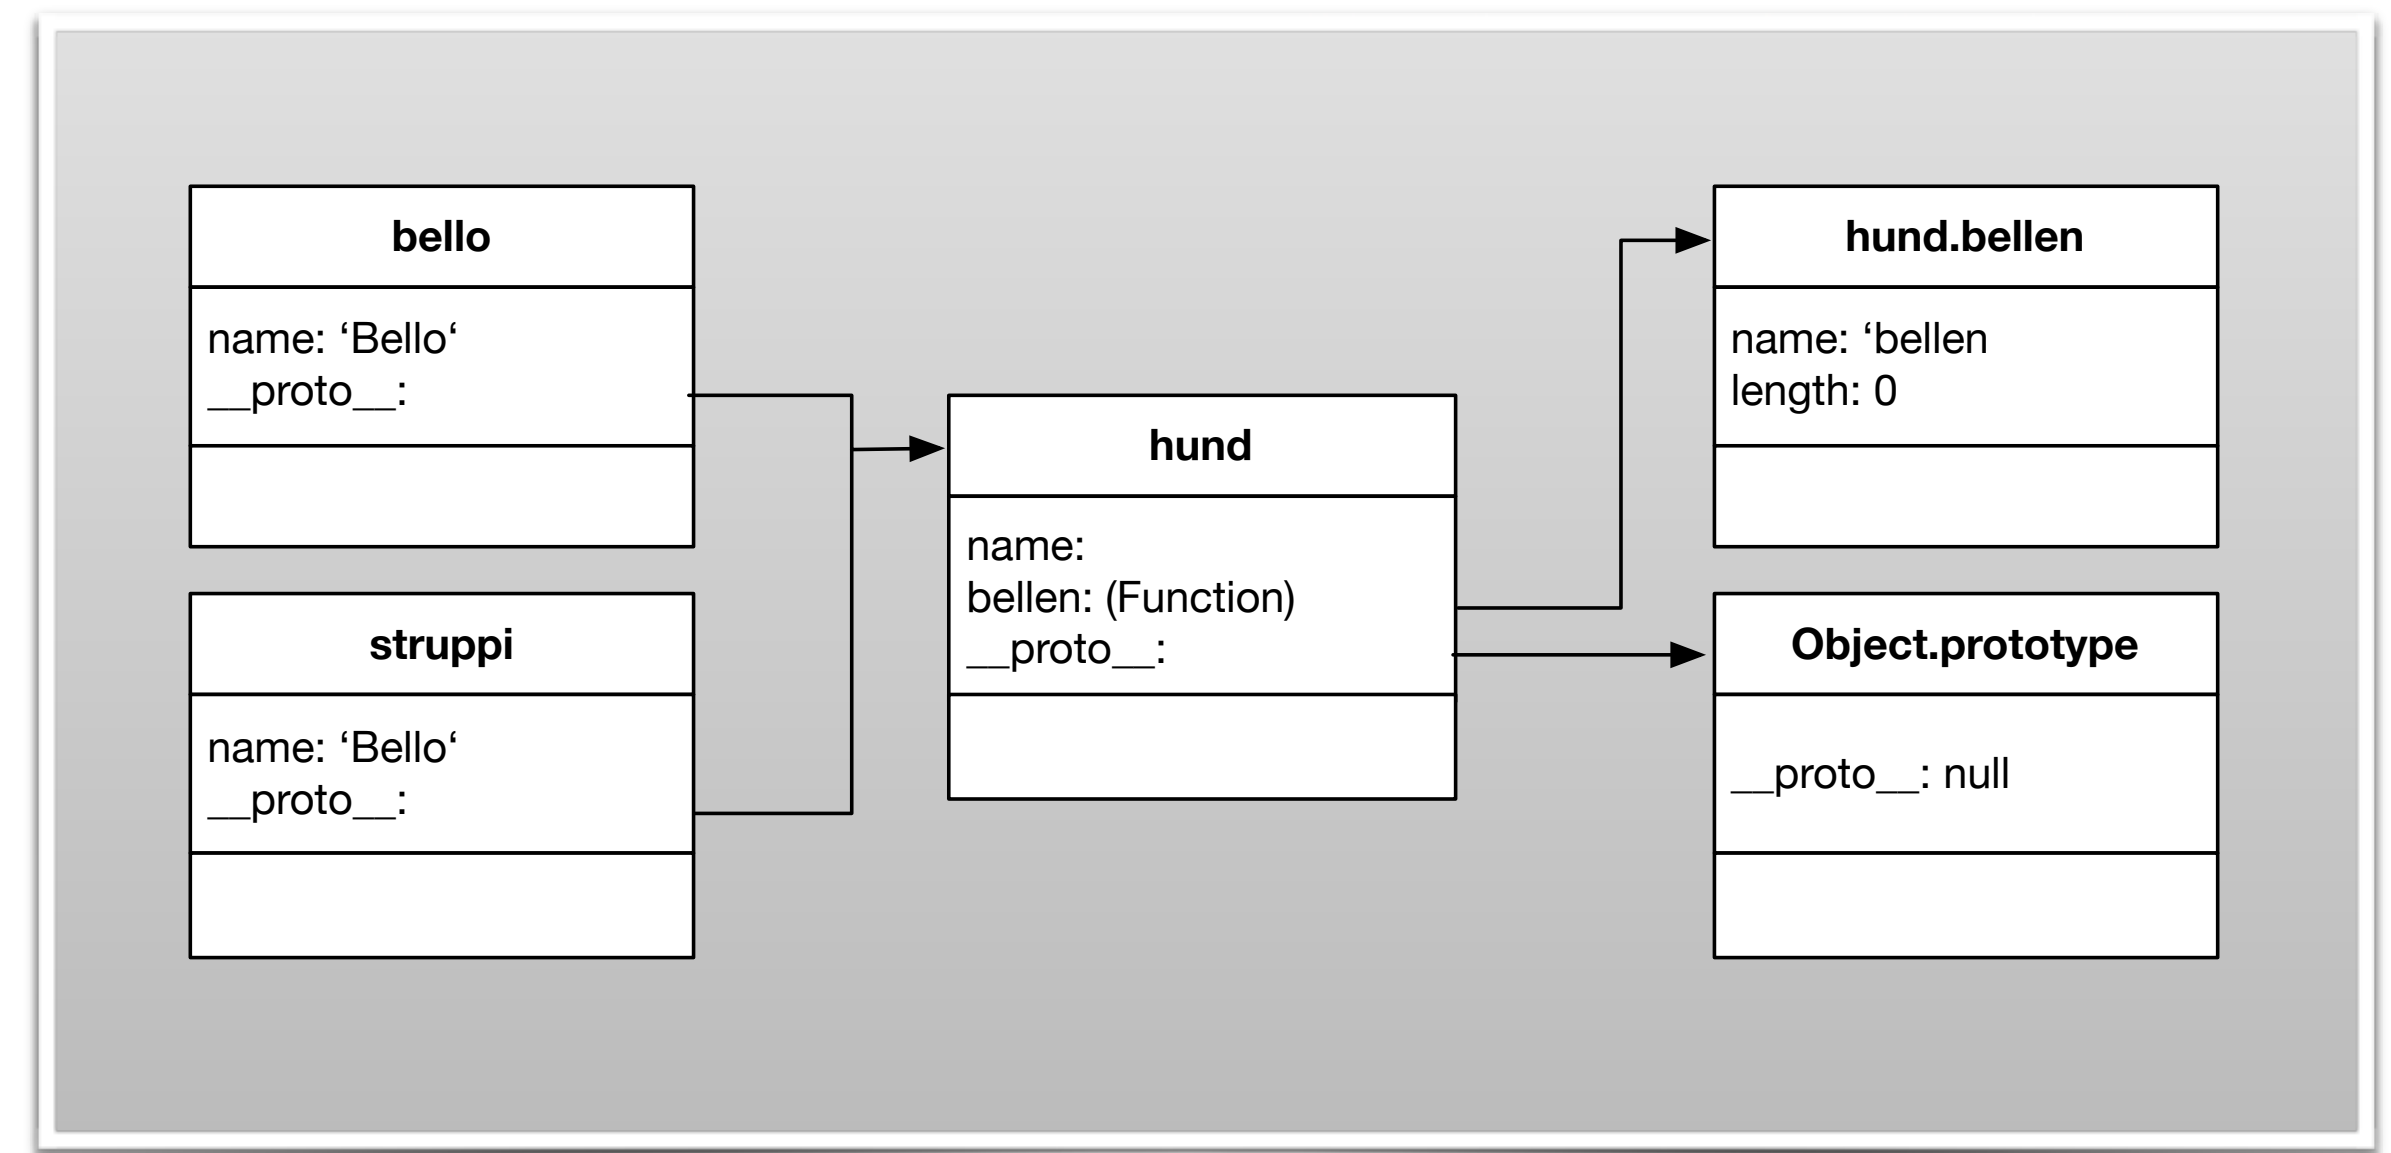 bello
name: ‘Bello‘
__proto__:
struppi
name: ‘Bello‘
__proto__:
hund
name:
bellen: (Function)
__proto__:
hund.bellen
name: ‘bellen
length: 0
Object.prototype
__proto__: null